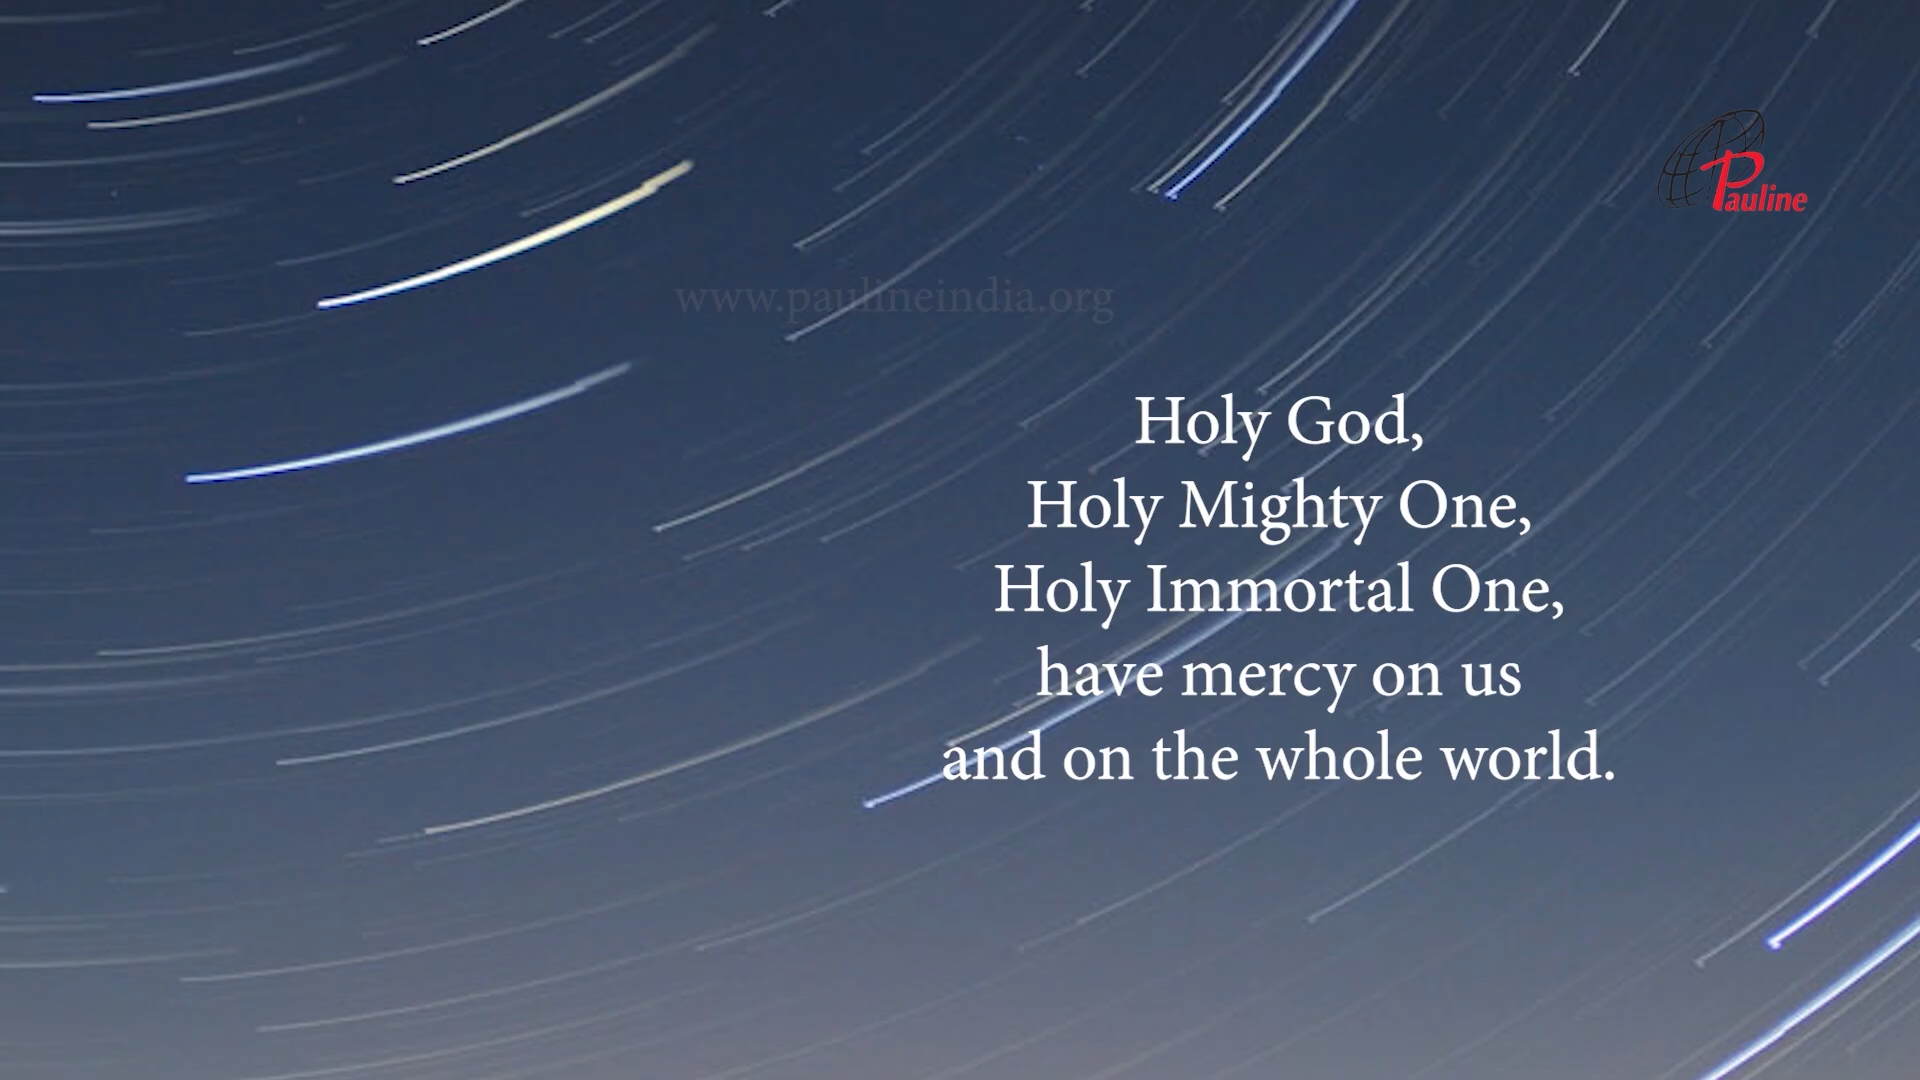 Pauline
www.paulineindia.org
Holy God,
Holy Mighty One,
Holy Immortal One,
have mercy on us
and on the whole world.